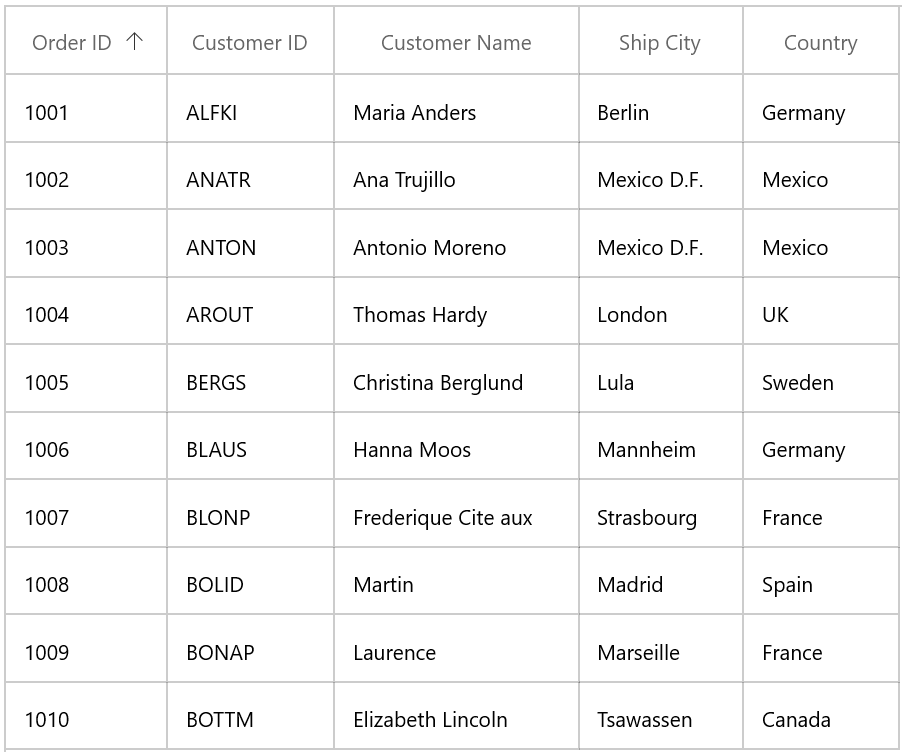 Order ID ↑ Customer ID Customer Name Ship City Country
1001 ALFKI Maria Anders Berlin Germany
1002 ANATR Ana Trujillo Mexico D.F. Mexico
1003 ANTON Antonio Moreno Mexico D.F. Mexico
1004 AROUT Thomas Hardy London UK
1005 BERGS Christina Berglund Lula Sweden
1006 BLAUS Hanna Moos Mannheim Germany
1007 BLONP Frederique Cite aux Strasbourg France
1008 BOLID Martin Madrid Spain
1009 BONAP Laurence Marseille France
1010 BOTTM Elizabeth Lincoln Tsawassen Canada